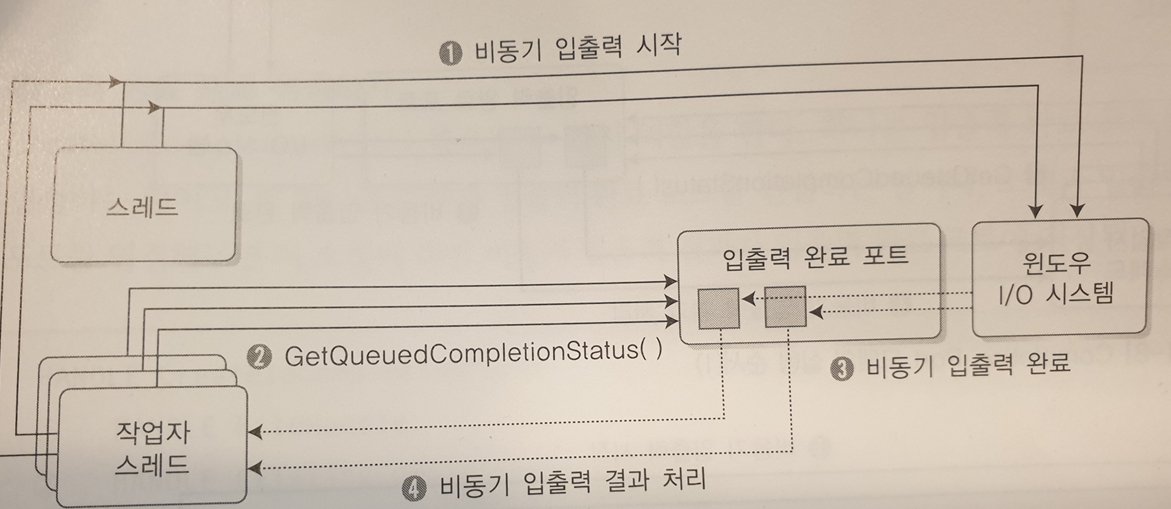 ❶ 비동기 입출력 시작
스레드
입출력 완료 포트
윈도우
I/O 시스템
❷ GetQueuedCompletionStatus( )
❸ 비동기 입출력 완료
작업자
스레드
❹ 비동기 입출력 결과 처리